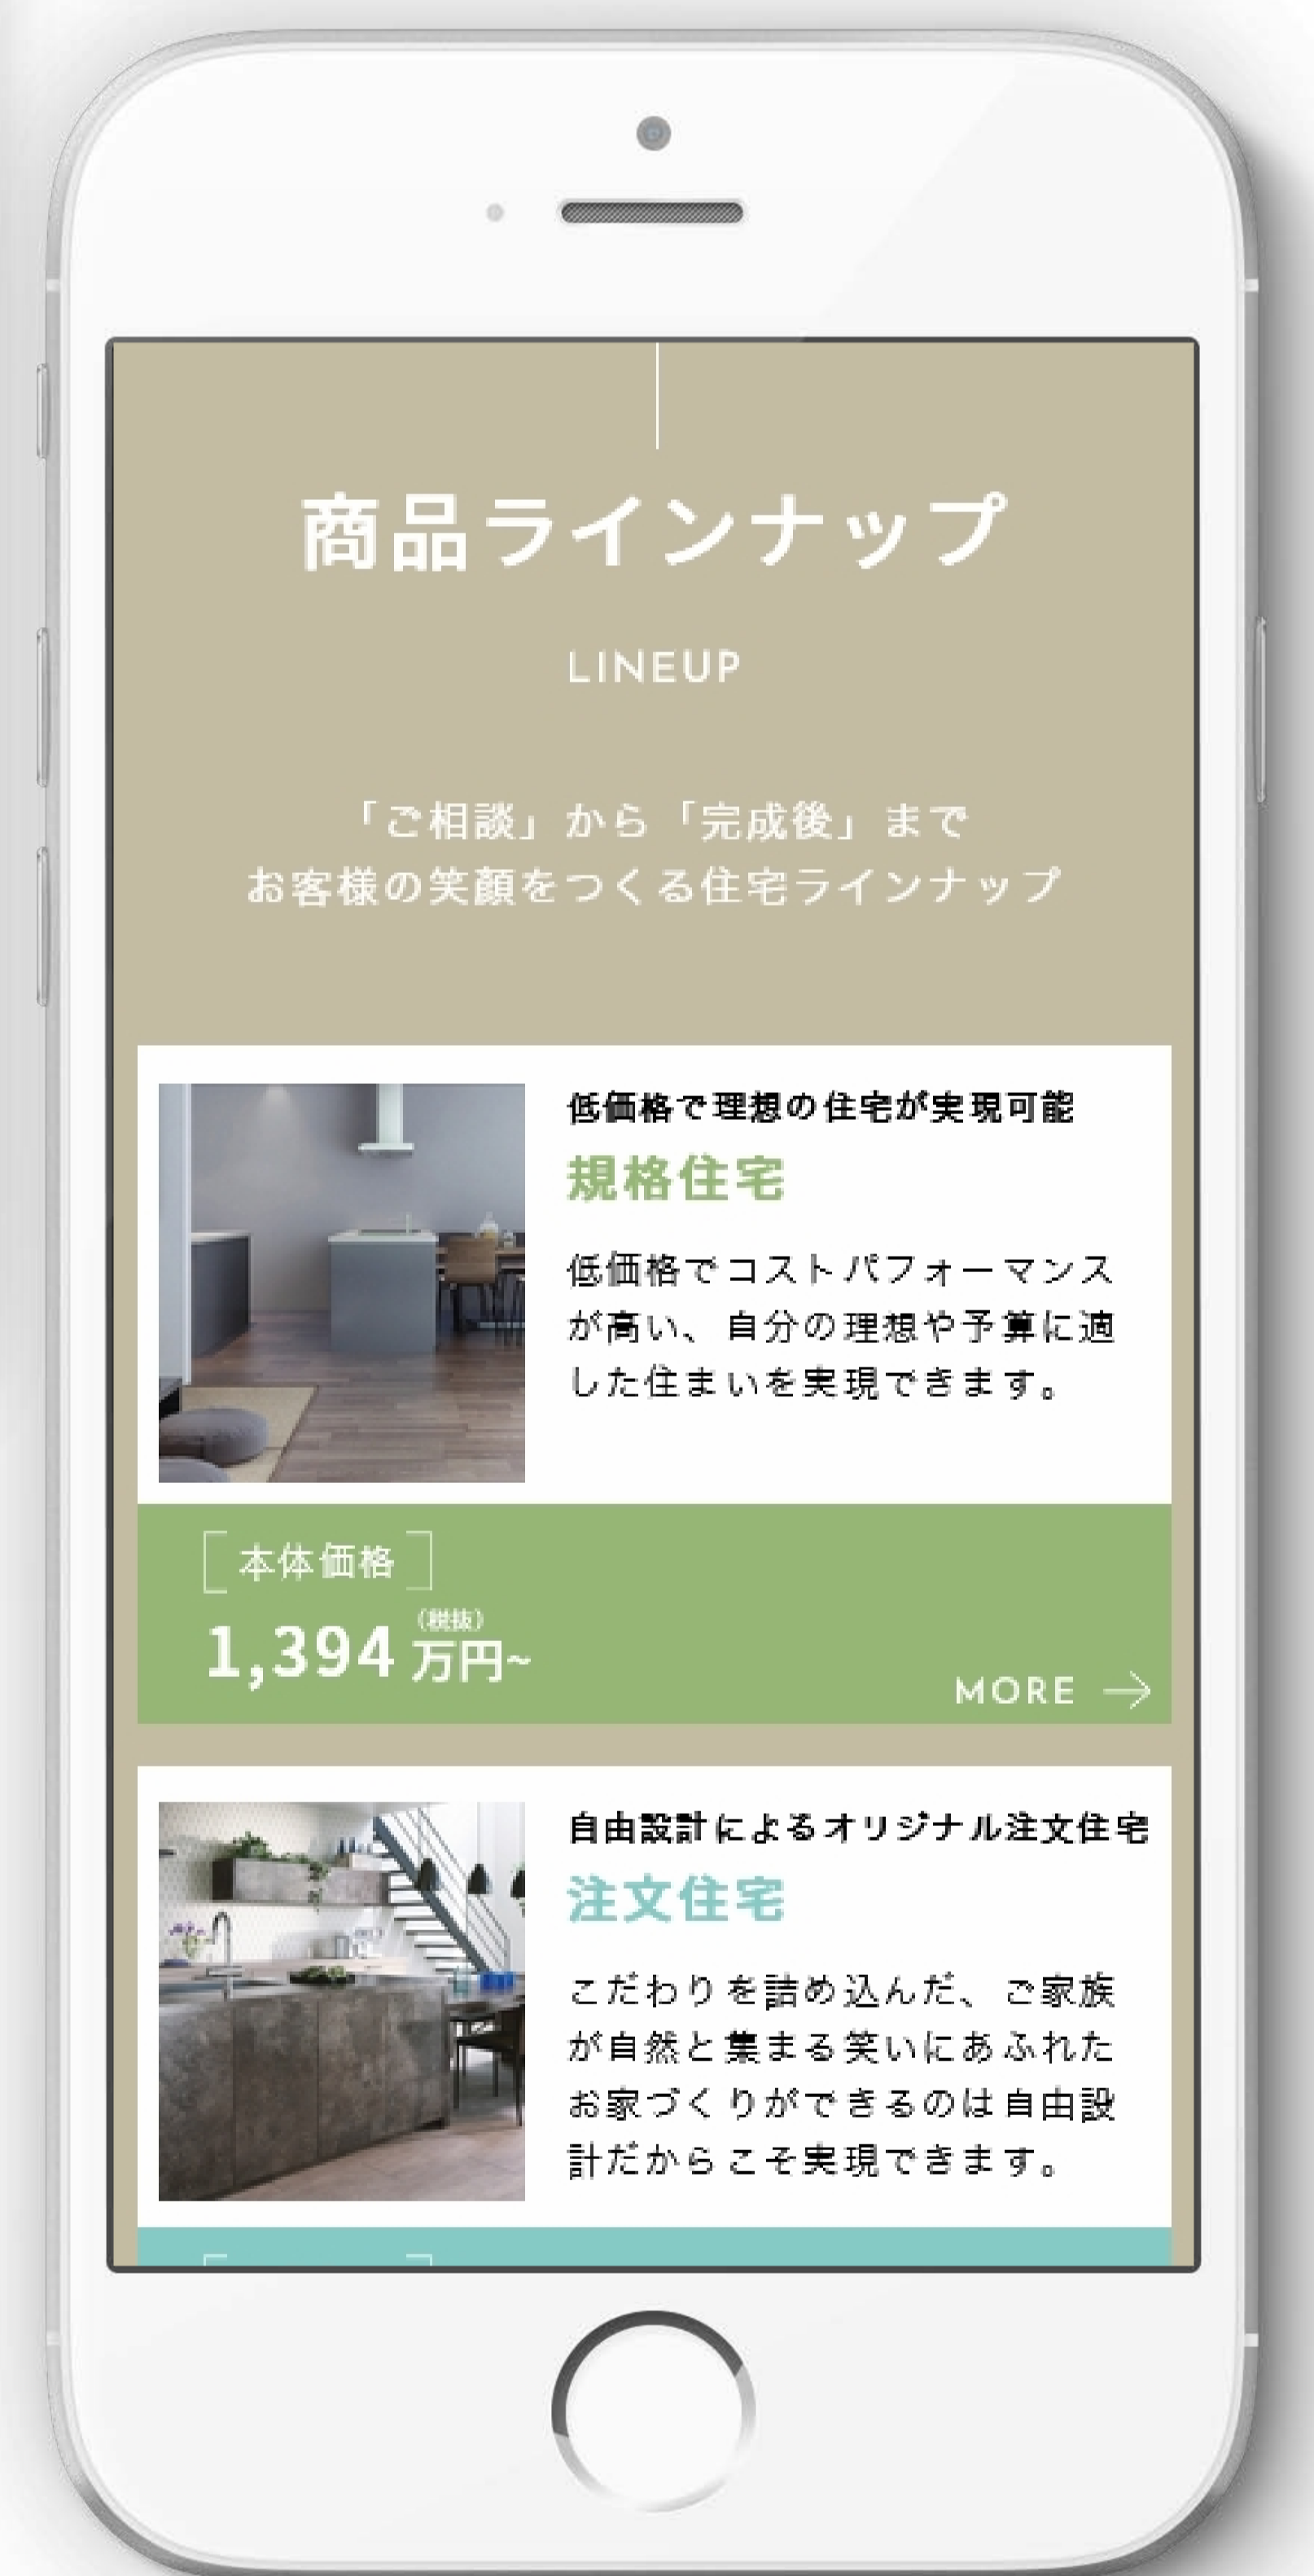 商品ラインナップ
LINEUP
「ご相談」から「完成後」まで
お客様の笑顔をつくる住宅ラインナップ
低価格で理想の住宅が実現可能
規格住宅
低価格でコストパフォーマンス
が高い、自分の理想や予算に適
した住まいを実現できます。
本体価格
1,394 万円~ (税抜)
MORE →
自由設計によるオリジナル注文住宅
注文住宅
こだわりを詰め込んだ、ご家族
が自然と集まる笑いにあふれた
お家づくりができるのは自由設
計だからこそ実現できます。